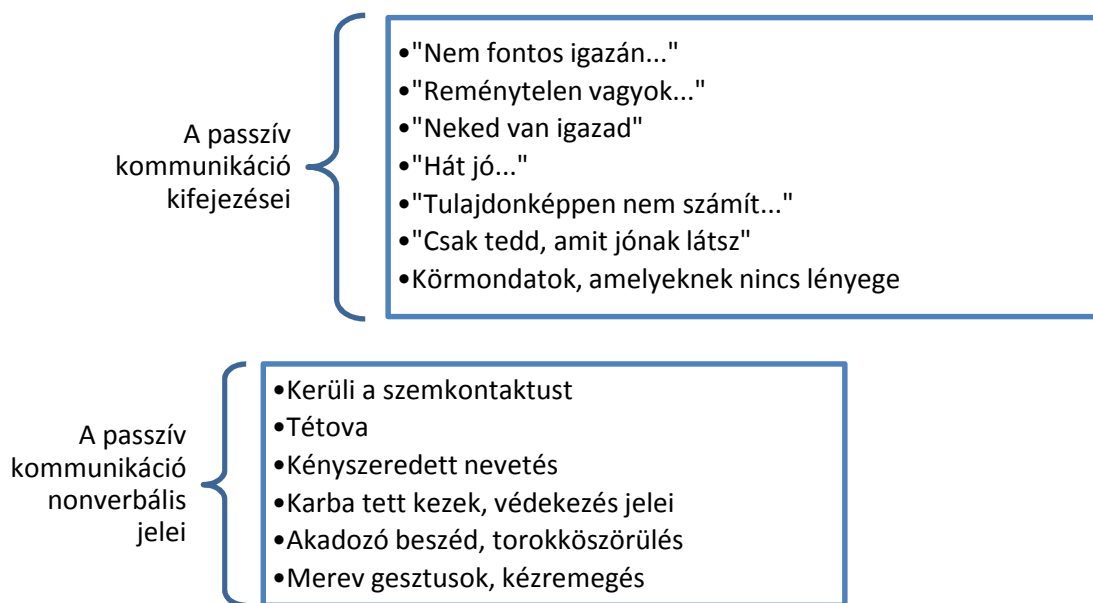 A passzív
kommunikáció
kifejezései
•"Nem fontos igazán..."
•"Reménytelen vagyok..."
•"Neked van igazad"
•"Hát jó..."
•"Tulajdonképpen nem számít..."
•"Csak tedd, amit jónak látsz"
•Körmondatok, amelyeknek nincs lényege
A passzív
kommunikáció
nonverbális
jelei
•Kerüli a szemkontaktust
•Tétova
•Kényszeredett nevetés
•Karba tett kezek, védekezés jelei
•Akadozó beszéd, torokköszörülés
•Merev gesztusok, kézremegés